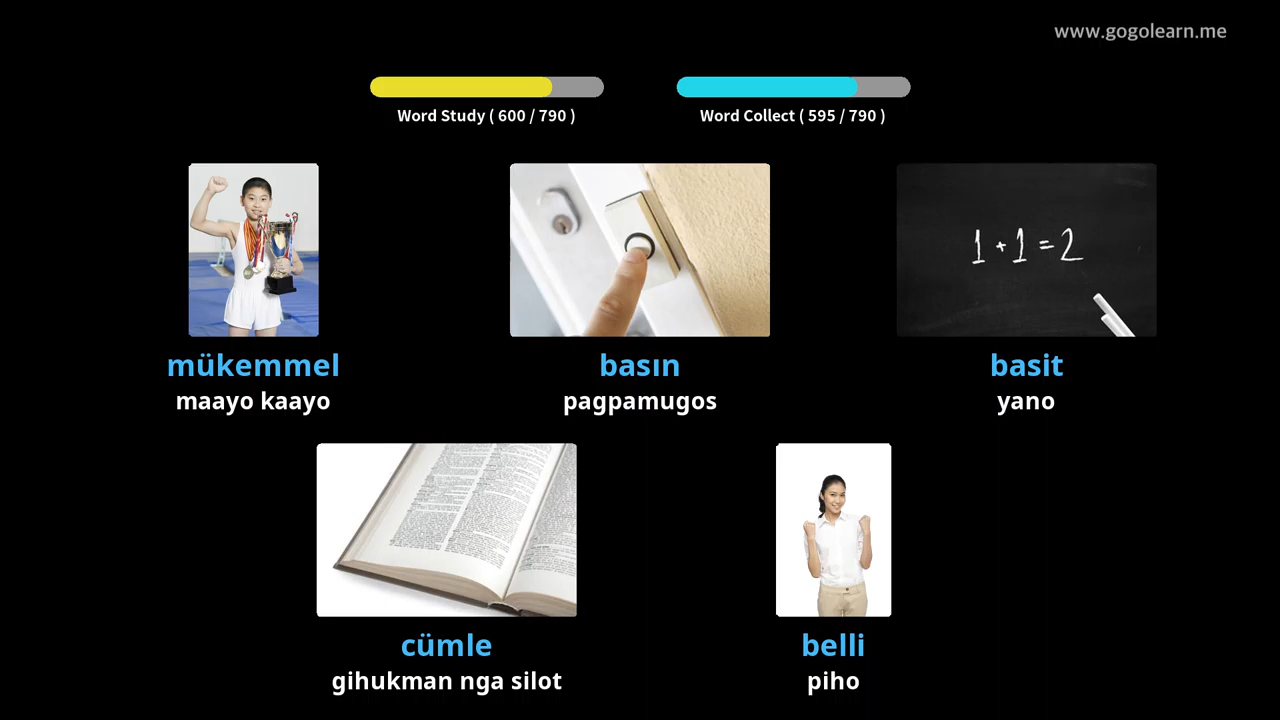 www.gogolearn.me
Word Study ( 600 / 790 )
Word Collect ( 595 / 790 )
1 + 1 = 2
mükemmel
maayo kaayo
basın
pagpamugos
basit
yano
cümle
gihukman nga silot
belli
piho